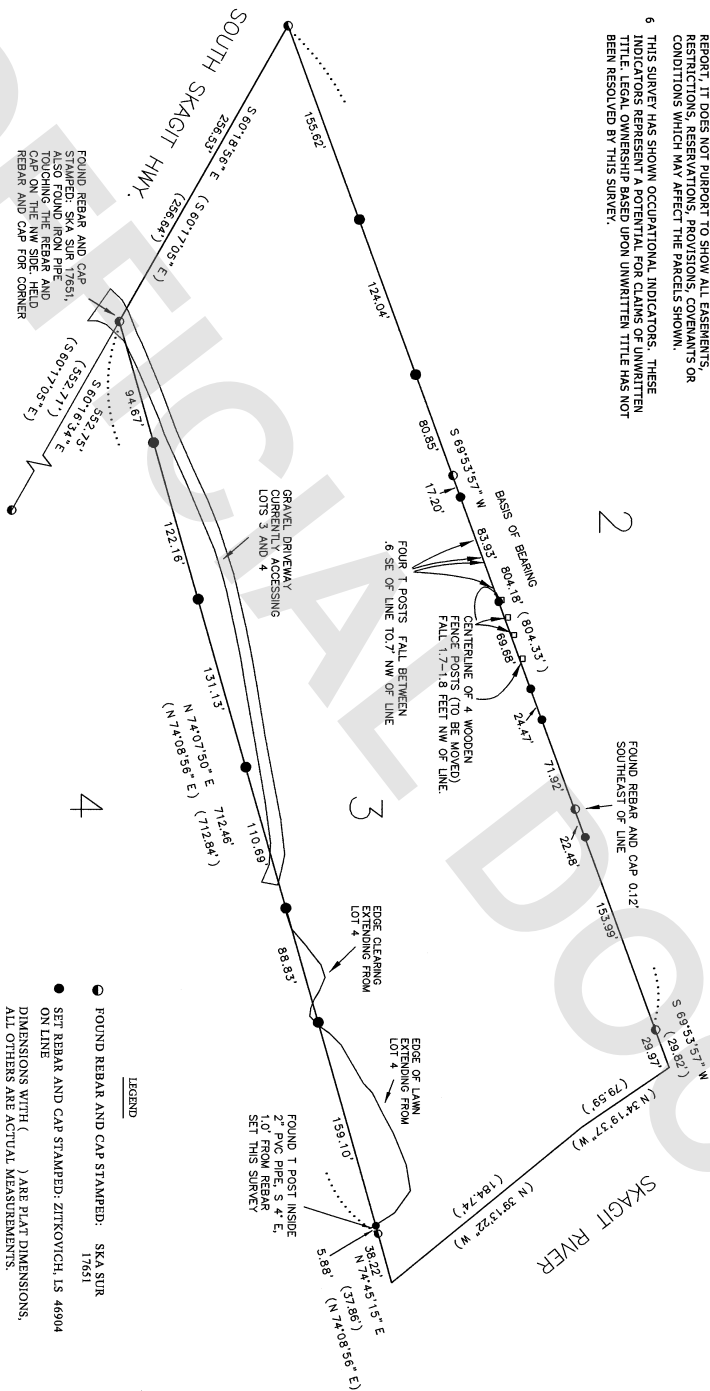 REPORT, IT DOES NOT PURPORT TO SHOW ALL EASEMENTS,
RESTRICTIONS, RESERVATIONS, PROVISIONS, COVENANTS OR
CONDITIONS WHICH MAY AFFECT THE PARCELS SHOWN.
6 THIS SURVEY HAS SHOWN OCCUPATIONAL INDICATORS. THESE
INDICATORS REPRESENT A POTENTIAL FOR CLAIMS OF UNWRITTEN
TITLE. LEGAL OWNERSHIP BASED UPON UNWRITTEN TITLE HAS NOT
BEEN RESOLVED BY THIS SURVEY.
SOUTH SKAGIT HWY.
S 60°18'56" E
256.53'
(S 60°17'05" E)
(256.64')
FOUND REBAR AND CAP
STAMPED: SKA SUR 17651,
ALSO FOUND IRON PIPE
TOUCHING THE REBAR AND
CAP ON THE NW SIDE. HELD
REBAR AND CAP FOR CORNER
552.75'
S 60°16'34" E
(552.71')
(S 60°17'05" E)
155.62'
124.04'
80.85'
S 69°53'57" W
17.20'
83.93'
BASIS OF BEARING
804.18' (804.33')
69.68'
24.47'
71.92'
22.48'
153.99'
29.97'
S 69°53'57" W
(29.82')
2
FOUR T POSTS FALL BETWEEN
.6 SE OF LINE TO.7' NW OF LINE
CENTERLINE OF 4 WOODEN
FENCE POSTS (TO BE MOVED)
FALL 1.7-1.8 FEET NW OF LINE.
FOUND REBAR AND CAP 0.12'
SOUTHEAST OF LINE
GRAVEL DRIVEWAY
CURRENTLY ACCESSING
LOTS 3 AND 4
94.67'
122.16'
131.13'
N 74°07'50" E 712.46'
(N 74°08'56" E) (712.84')
110.69'
88.83'
159.10'
3
4
EDGE CLEARING
EXTENDING FROM
LOT 4
EDGE OF LAWN
EXTENDING FROM
LOT 4
FOUND T POST INSIDE
2" PVC PIPE, S 4° E,
1.0' FROM REBAR
SET THIS SURVEY
5.88'
38.22'
N 74°45'15" E
(37.86')
(N 74°08'56" E)
(79.59')
(N 34°19'37" W)
(184.74')
(N 39°13'22" W)
SKAGIT RIVER
LEGEND
FOUND REBAR AND CAP STAMPED: SKA SUR
17651
SET REBAR AND CAP STAMPED: ZITKOVICH, LS 46904
ON LINE
DIMENSIONS WITH ( ) ARE PLAT DIMENSIONS,
ALL OTHERS ARE ACTUAL MEASUREMENTS.